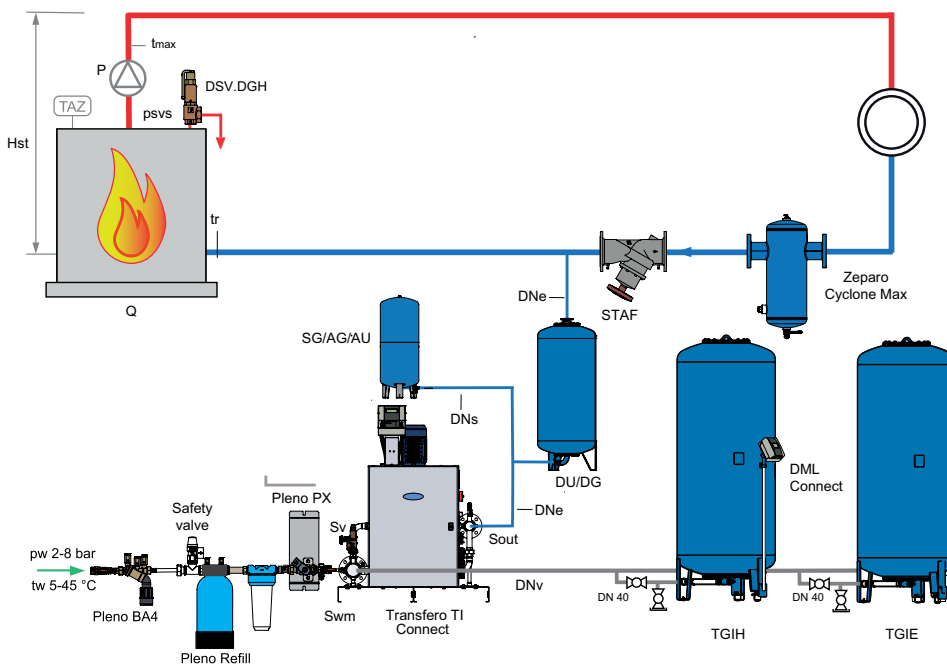 tmax
P
DSV.DGH
TAZ
psvs
Hst
tr
Q
DNe
STAF
Zeparo
Cyclone Max
SG/AG/AU
DNs
DU/DG
DML
Connect
Pleno PX
Safety
valve
Sv
DNe
Sout
pw 2-8 bar
tw 5-45 °C
Pleno BA4
Swm
Transfero TI
Connect
DNv
DN 40
DN 40
TGIH
TGIE
Pleno Refill